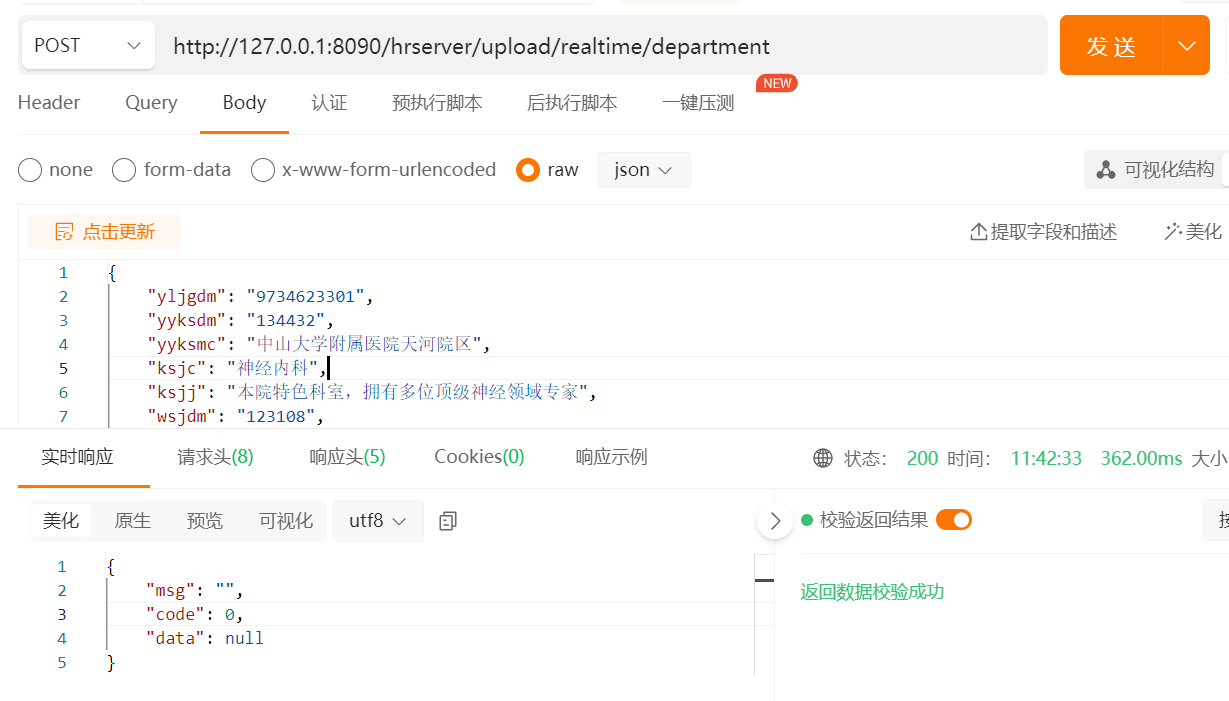 POST http://127.0.0.1:8090/hrserver/upload/realtime/department 发送
NEW
Header Query Body 认证 预执行脚本 后执行脚本 一键压测
none form-data x-www-form-urlencoded raw json 可视化结构
点击更新 提取字段和描述 美化
1 {
2 "yljgdm": "9734623301",
3 "yyksdm": "134432",
4 "yyksmc": "中山大学附属医院天河院区",
5 "ksjc": "神经内科",
6 "ksjj": "本院特色科室，拥有多位顶级神经领域专家",
7 "wsjdm": "123108",
实时响应 请求头(8) 响应头(5) Cookies(0) 响应示例 状态： 200 时间： 11:42:33 362.00ms 大小
美化 原生 预览 可视化 utf8 校验返回结果
1 {
2 "msg": "",
3 "code": 0,
4 "data": null
5 }
返回数据校验成功